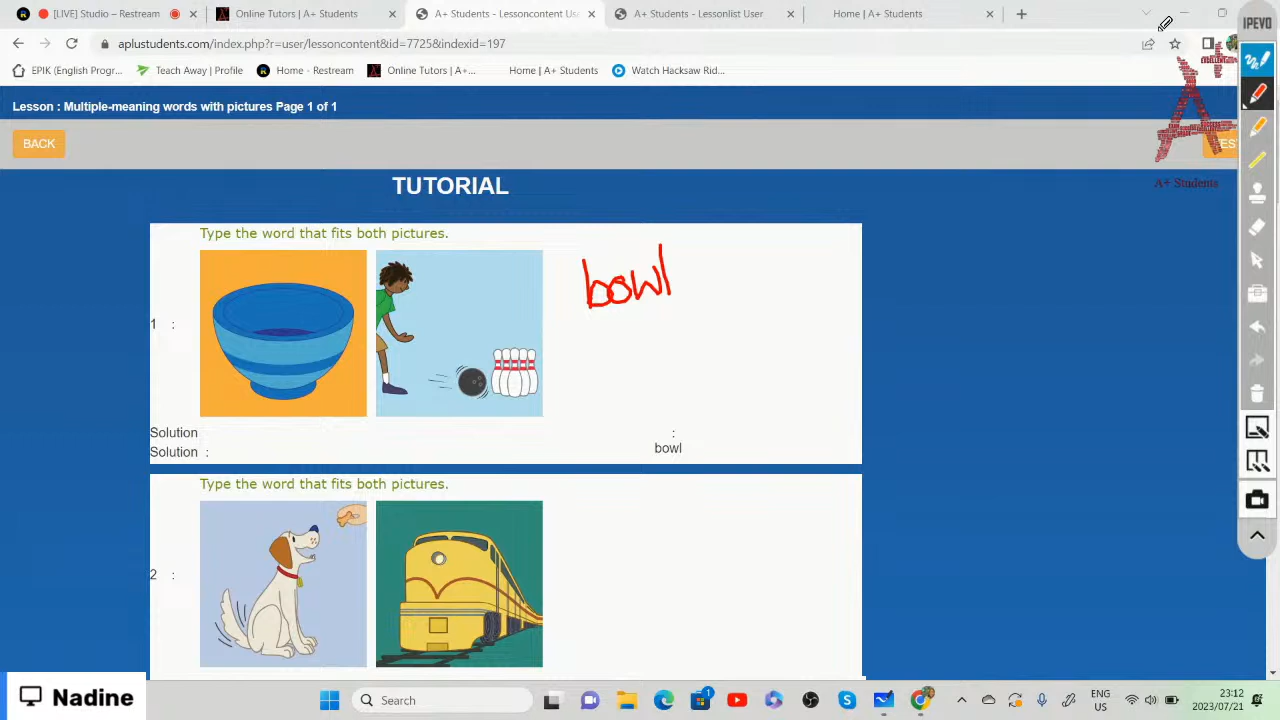 [LIVE] Studio – Restream
Online Tutors | A+ Students
A+ Students - Lessoncontent Use
A+ Students - Lessonlist User
Home | A+ Students
aplustudents.com/index.php?r=user/lessoncontent&id=7725&indexid=197
EPIK (English Progr...
Teach Away | Profile
Home - Restream
Online Tutors | A+...
Home | A+ Students
Watch Hacksaw Rid...
IPEVO
Lesson : Multiple-meaning words with pictures Page 1 of 1
BACK
A+ Students
TUTORIAL
Type the word that fits both pictures.
bowl
1 :
Solution :
Solution : bowl
Type the word that fits both pictures.
2 :
Nadine
Search
ENG
US
23:12
2023/07/21